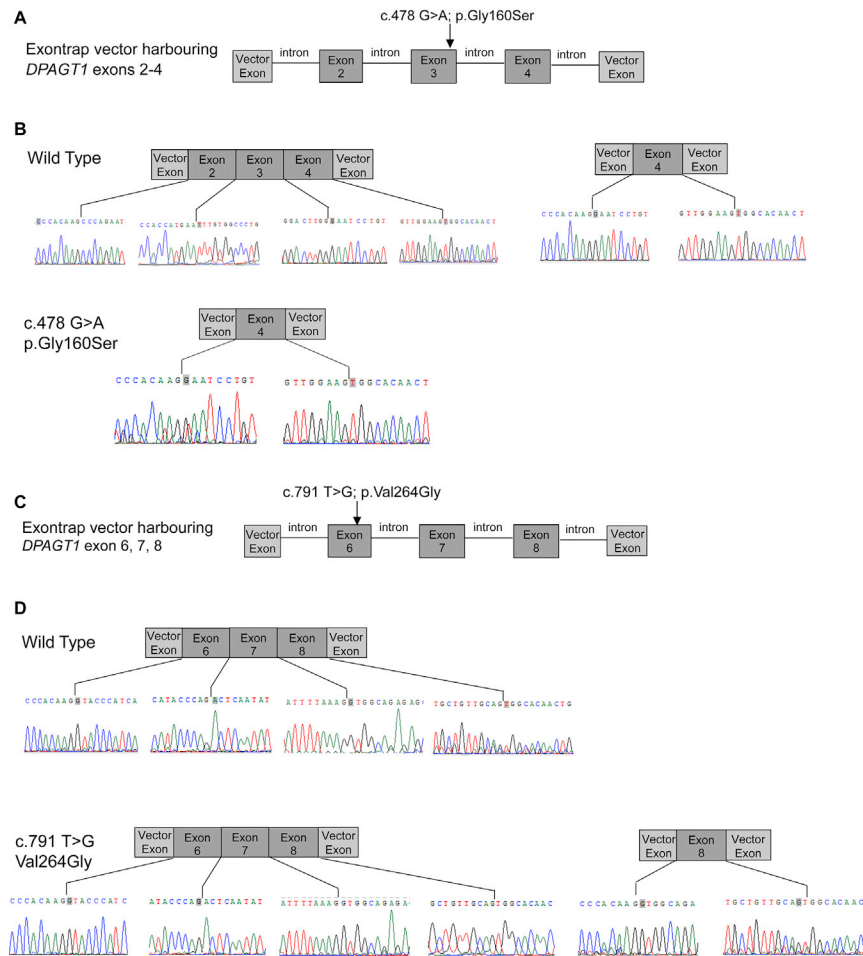 A
c.478 G>A; p.Gly160Ser
Exontrap vector harbouring
DPAGT1 exons 2-4
Vector
Exon
intron
Exon
2
intron
Exon
3
intron
Exon
4
intron
Vector
Exon
B
Wild Type
Vector
Exon
Exon
2
Exon
3
Exon
4
Vector
Exon
Vector
Exon
Exon
4
Vector
Exon
CCCACAAGCCCAGAAT
CCACCATGAAGTTGTGGCCCTG
GGACTTGGGAATCCTGT
GTTGGAAGTGGCACAACT
CCCACAAGGAATCCTGT
GTTGGAAGTGGCACAACT
c.478 G>A
p.Gly160Ser
Vector
Exon
Exon
4
Vector
Exon
CCCACAAGGAATCCTGT
GTTGGAAGTGGCACAACT
C
c.791 T>G; p.Val264Gly
Exontrap vector harbouring
DPAGT1 exon 6, 7, 8
Vector
Exon
intron
Exon
6
intron
Exon
7
intron
Exon
8
intron
Vector
Exon
D
Wild Type
Vector
Exon
Exon
6
Exon
7
Exon
8
Vector
Exon
CCCACAAGGTACCCATCA
CATACCCAGACTCAATAT
ATTTTAAAGGTGGCAGAGAG
TGCTGTTGCAGTGGCACAACTG
c.791 T>G
Val264Gly
Vector
Exon
Exon
6
Exon
7
Exon
8
Vector
Exon
Vector
Exon
Exon
8
Vector
Exon
CCCACAAGGTACCCATC
ATACCCAGACTCAATAT
ATTTTAAAGGTGGCAGAGA
GCTGTTGCAGTGGCACAAC
CCCACAAGGTGGCAGA
TGCTGTTGCAGTGGCACAAC